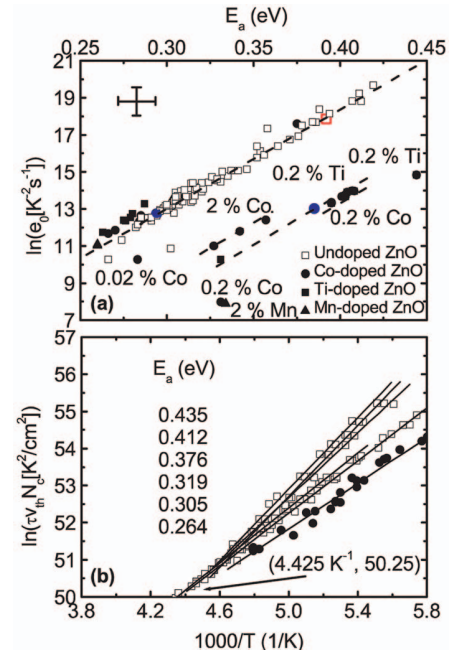 E_a (eV)
0.25 0.30 0.35 0.40 0.45
ln(e_0[K^-2s^-1])
21
19
17
15
13
11
9
7
0.2 % Ti
0.2 % Ti
2 % Co
0.2 % Co
0.02 % Co
0.2 % Co
2 % Mn
(a)
Undoped ZnO
Co-doped ZnO
Ti-doped ZnO
Mn-doped ZnO
ln(τv_thN_c[K^2/cm^2])
56
55
54
53
52
51
50
E_a (eV)
0.435
0.412
0.376
0.319
0.305
0.264
(4.425 K^-1, 50.25)
(b)
3.8 4.2 4.6 5.0 5.4 5.8
1000/T (1/K)